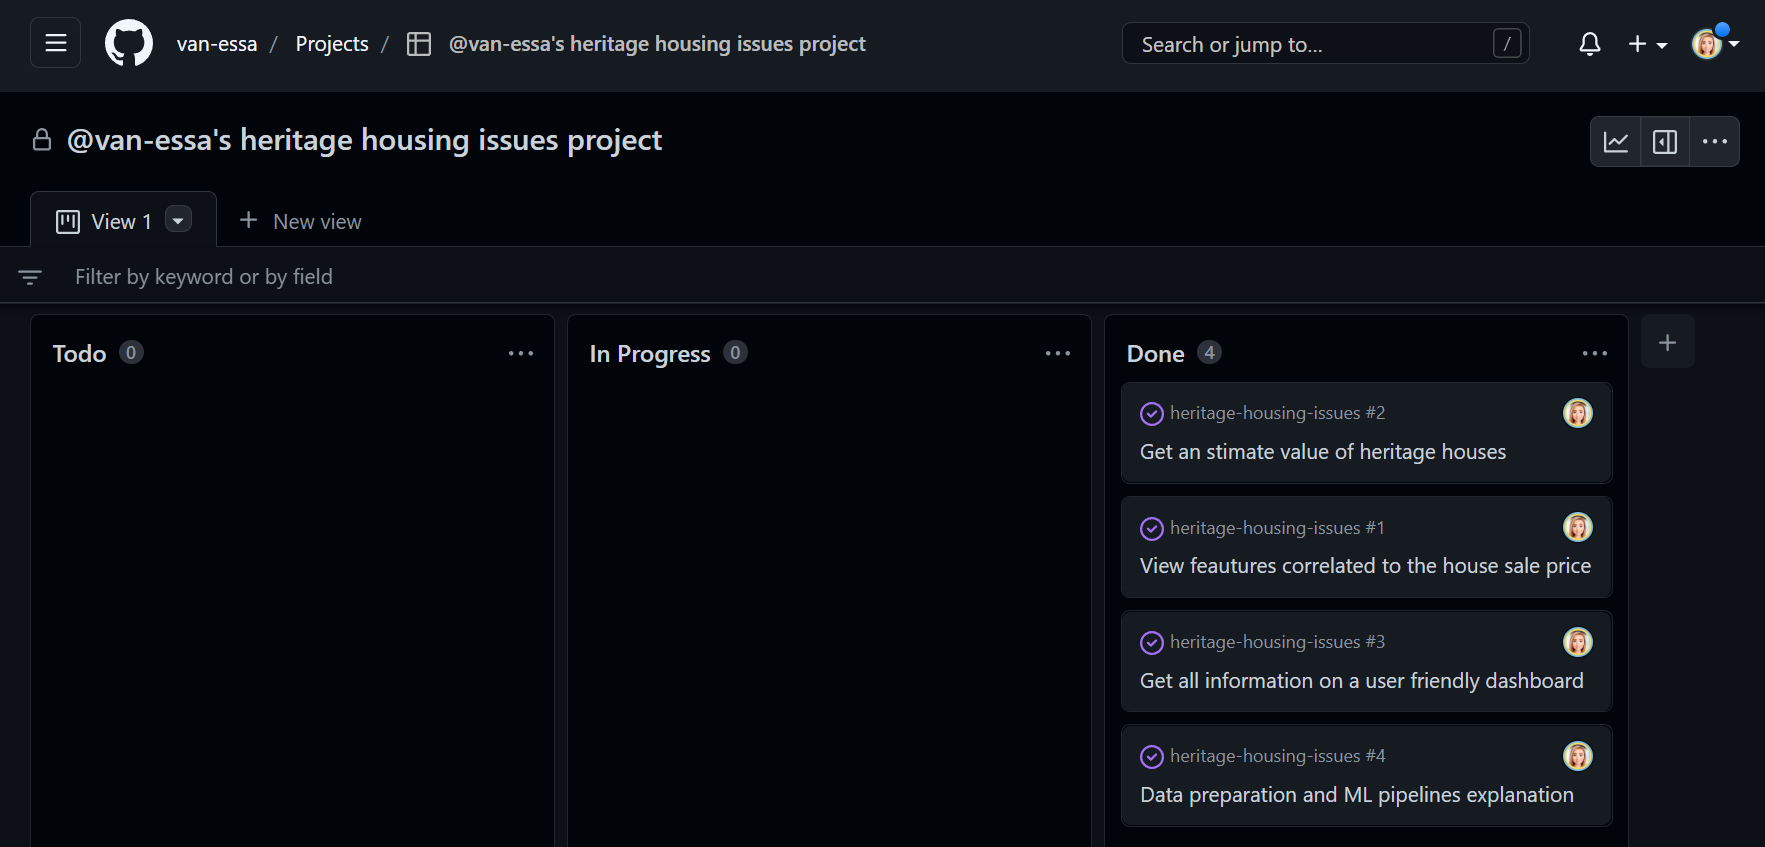 van-essa / Projects / @van-essa's heritage housing issues project
Search or jump to... /
@van-essa's heritage housing issues project
View 1
New view
Filter by keyword or by field
Todo 0
In Progress 0
Done 4
heritage-housing-issues #2
Get an stimate value of heritage houses
heritage-housing-issues #1
View feautures correlated to the house sale price
heritage-housing-issues #3
Get all information on a user friendly dashboard
heritage-housing-issues #4
Data preparation and ML pipelines explanation